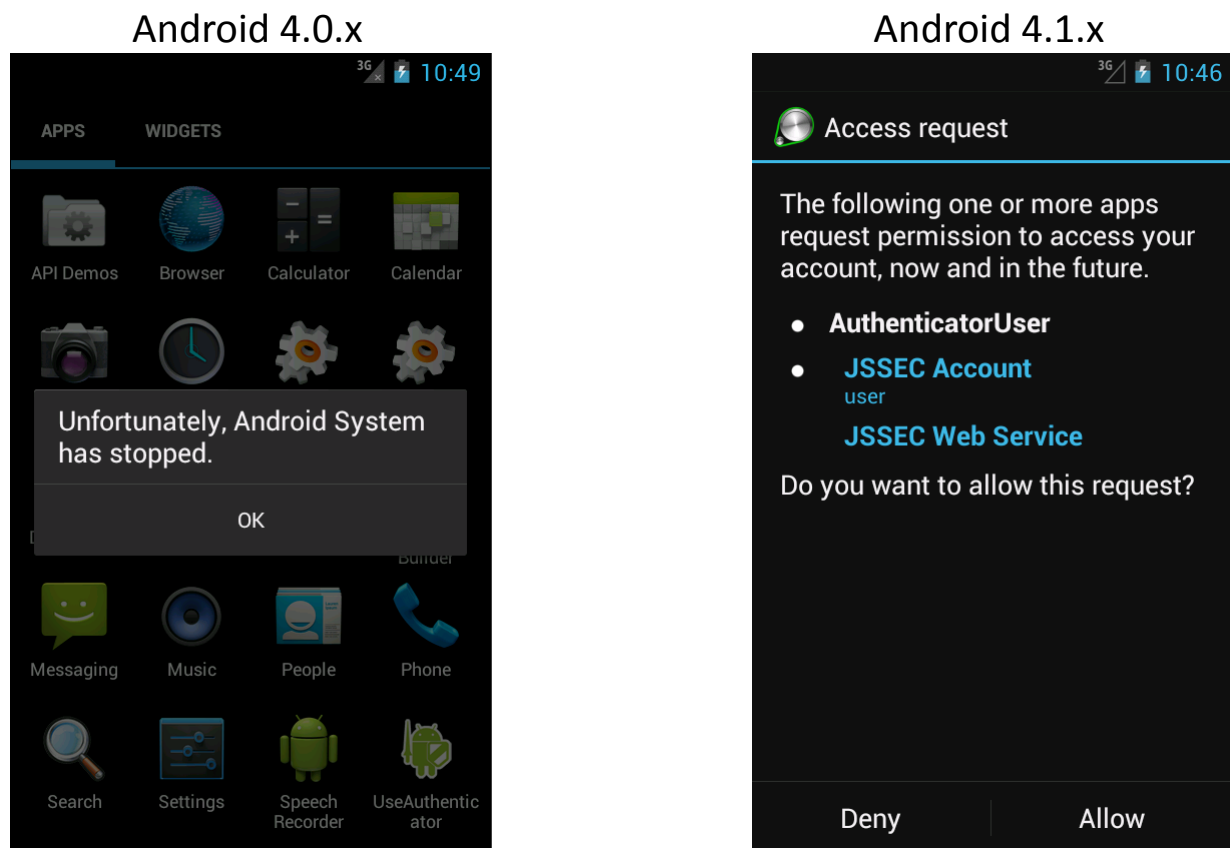 Android 4.0.x
3G
10:49
APPS
WIDGETS
API Demos
Browser
Calculator
Calendar
Unfortunately, Android System
has stopped.
OK
Builder
Messaging
Music
People
Phone
Search
Settings
Speech
Recorder
UseAuthentic
ator
Android 4.1.x
3G
10:46
Access request
The following one or more apps
request permission to access your
account, now and in the future.
AuthenticatorUser
JSSEC Account
user
JSSEC Web Service
Do you want to allow this request?
Deny
Allow